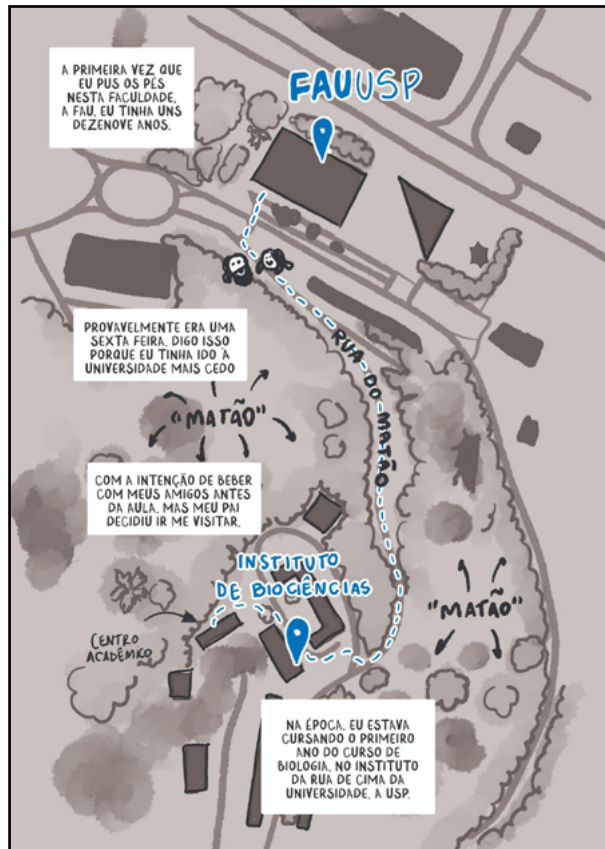 A PRIMEIRA VEZ QUE
EU PUS OS PÉS
NESTA FACULDADE,
A FAU, EU TINHA UNS
DEZENOVE ANOS.
FAUUSP
PROVAVELMENTE ERA UMA
SEXTA FEIRA. DIGO ISSO
PORQUE EU TINHA IDO À
UNIVERSIDADE MAIS CEDO
RUA DO MATÃO
"MATÃO"
COM A INTENÇÃO DE BEBER
COM MEUS AMIGOS ANTES
DA AULA, MAS MEU PAI
DECIDIU IR ME VISITAR.
INSTITUTO
DE BIOCIÊNCIAS
"MATÃO"
CENTRO
ACADÊMICO
NA ÉPOCA, EU ESTAVA
CURSANDO O PRIMEIRO
ANO DO CURSO DE
BIOLOGIA, NO INSTITUTO
DA RUA DE CIMA DA
UNIVERSIDADE, A USP.